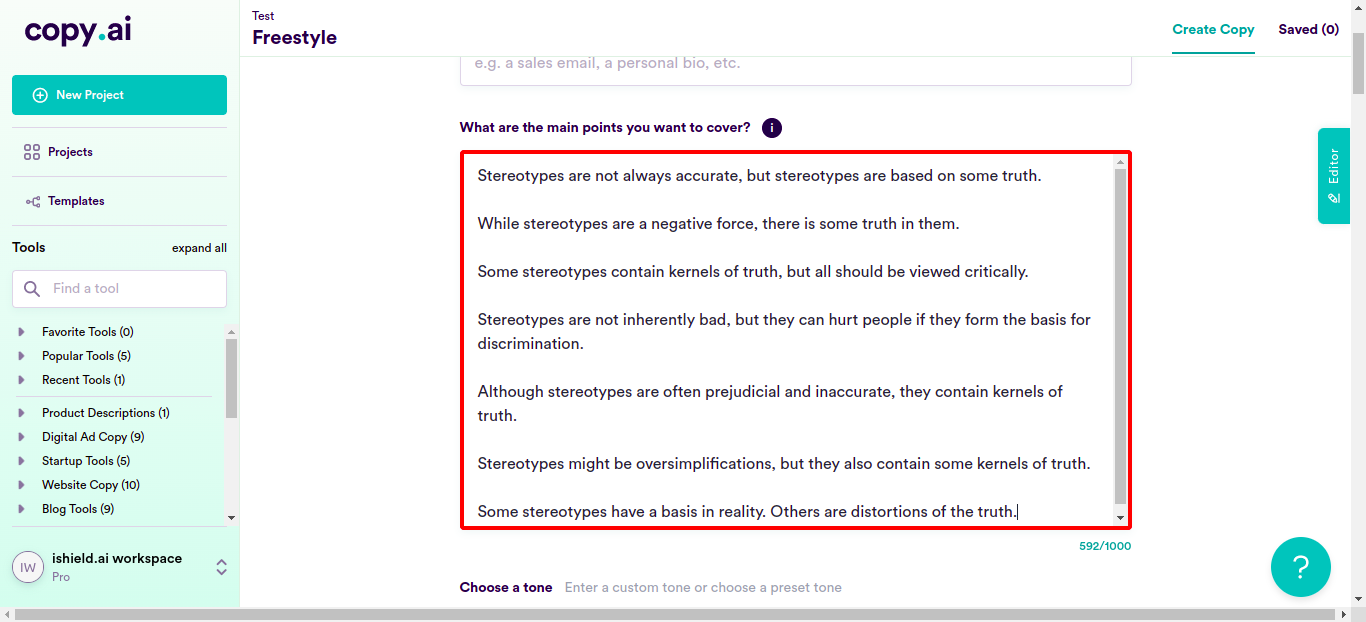 copy.ai
Test
Freestyle
Create Copy
Saved (0)
New Project
Projects
Templates
Tools
expand all
Find a tool
Favorite Tools (0)
Popular Tools (5)
Recent Tools (1)
Product Descriptions (1)
Digital Ad Copy (9)
Startup Tools (5)
Website Copy (10)
Blog Tools (9)
IW
ishield.ai workspace
Pro
e.g. a sales email, a personal bio, etc.
What are the main points you want to cover?
i
Stereotypes are not always accurate, but stereotypes are based on some truth.
While stereotypes are a negative force, there is some truth in them.
Some stereotypes contain kernels of truth, but all should be viewed critically.
Stereotypes are not inherently bad, but they can hurt people if they form the basis for
discrimination.
Although stereotypes are often prejudicial and inaccurate, they contain kernels of
truth.
Stereotypes might be oversimplifications, but they also contain some kernels of truth.
Some stereotypes have a basis in reality. Others are distortions of the truth.
592/1000
Choose a tone
Enter a custom tone or choose a preset tone
Editor
?